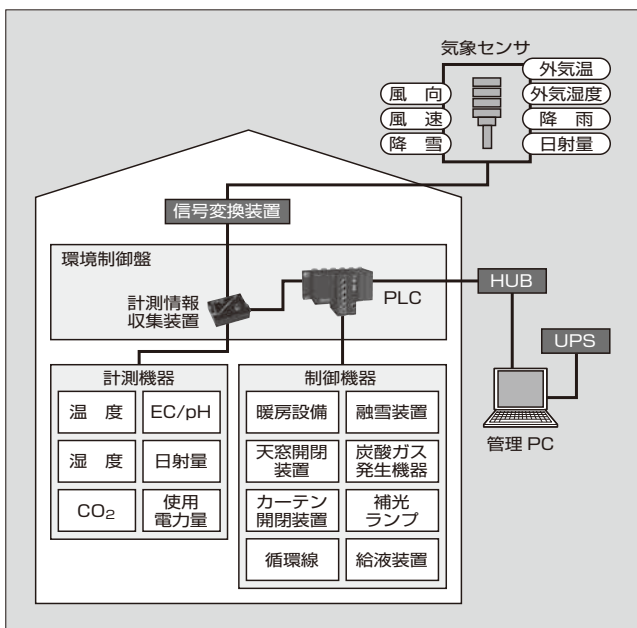 気象センサ
外気温
風　向
外気湿度
風　速
降　雨
降　雪
日射量
信号変換装置
環境制御盤
計測情報
収集装置
PLC
HUB
UPS
管理 PC
計測機器
温　度
EC/pH
湿　度
日射量
CO₂
使用
電力量
制御機器
暖房設備
融雪装置
天窓開閉
装置
炭酸ガス
発生機器
カーテン
開閉装置
補光
ランプ
循環線
給液装置